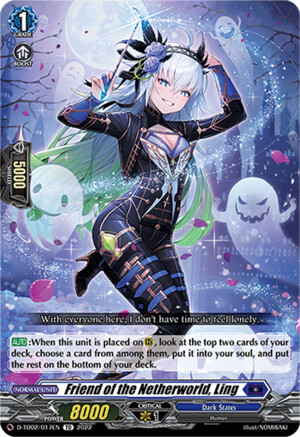 1
GRADE
BOOST
SHIELD
5000
With everyone here, I don't have time to feel lonely.
AUTO:When this unit is placed on R, look at the top two cards of your
deck, choose a card from among them, put it into your soul, and put
the rest on the bottom of your deck.
NORMAL UNIT
Friend of the Netherworld, Ling
POWER
8000
CRITICAL
1
Dark States
Human
D-TD02/017EN
2022
illust/NOMISAKI